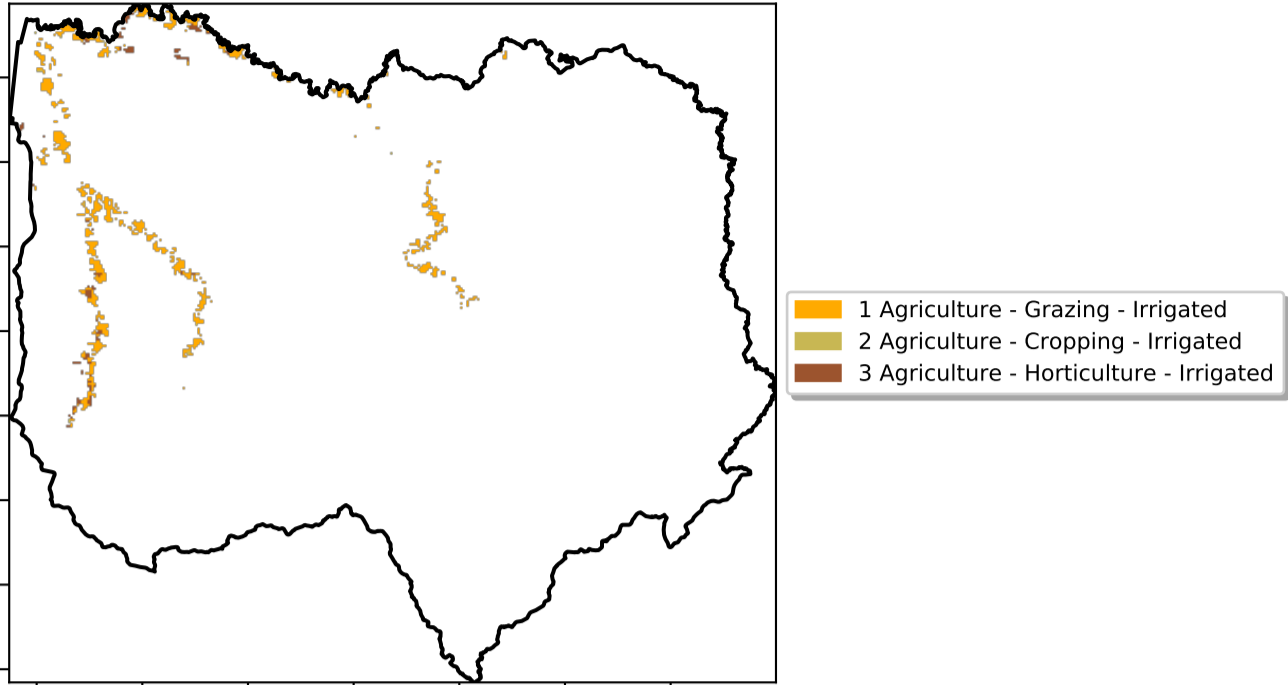 1 Agriculture - Grazing - Irrigated
2 Agriculture - Cropping - Irrigated
3 Agriculture - Horticulture - Irrigated